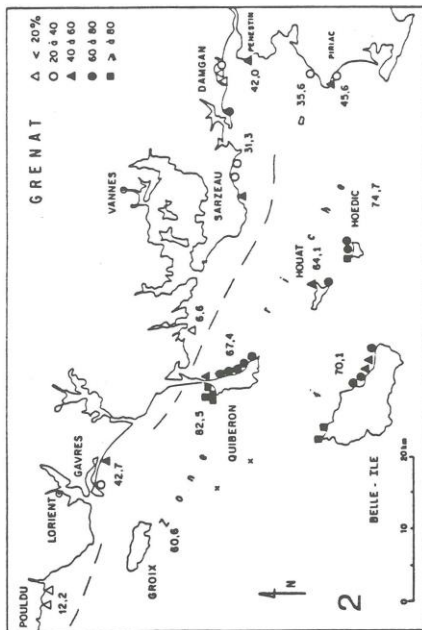 GRENAT
△ < 20%
○ 20 à 40
▲ 40 à 60
● 60 à 80
■ ⩾ à 80
POULDU
12,2
LORIENT
GAVRES
42,7
GROIX
60,6
VANNES
6,6
SARZEAU
31,3
DAMGAN
PENESTIN
42,0
35,6
PIRIAC
45,6
82,5
67,4
QUIBERON
HOUAT
64,1
HOEDIC
74,7
70,1
BELLE - ILE
N
2
0 10 20 km